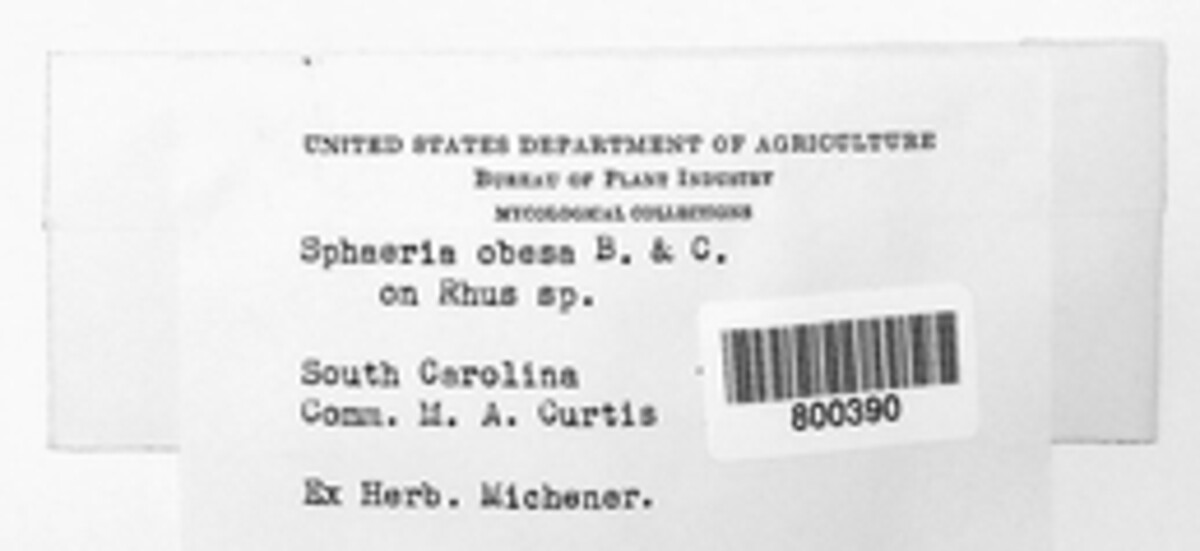 UNITED STATES DEPARTMENT OF AGRICULTURE
BUREAU OF PLANT INDUSTRY
MYCOLOGICAL COLLECTIONS
Sphaeria obesa B. & C.
on Rhus sp.
South Carolina
Comm. M. A. Curtis
800390
Ex Herb. Michener.